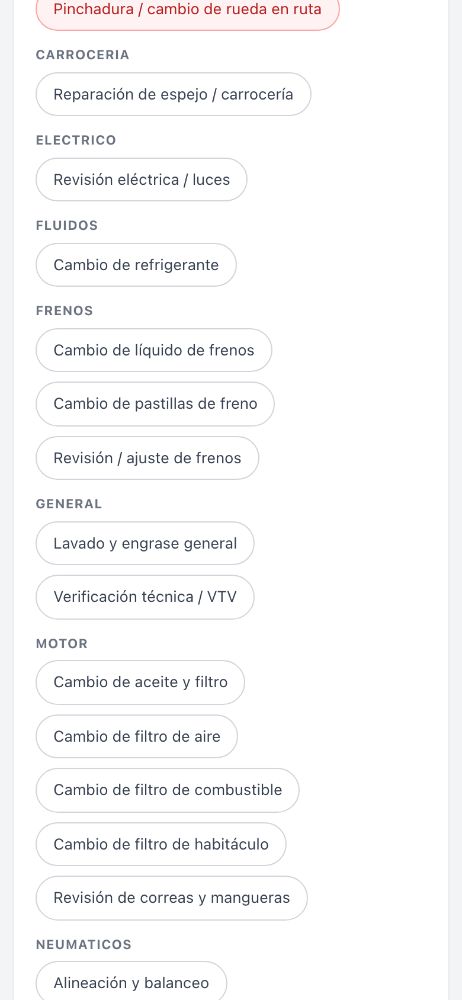 Pinchadura / cambio de rueda en ruta
CARROCERIA
Reparación de espejo / carrocería
ELECTRICO
Revisión eléctrica / luces
FLUIDOS
Cambio de refrigerante
FRENOS
Cambio de líquido de frenos
Cambio de pastillas de freno
Revisión / ajuste de frenos
GENERAL
Lavado y engrase general
Verificación técnica / VTV
MOTOR
Cambio de aceite y filtro
Cambio de filtro de aire
Cambio de filtro de combustible
Cambio de filtro de habitáculo
Revisión de correas y mangueras
NEUMATICOS
Alineación y balanceo